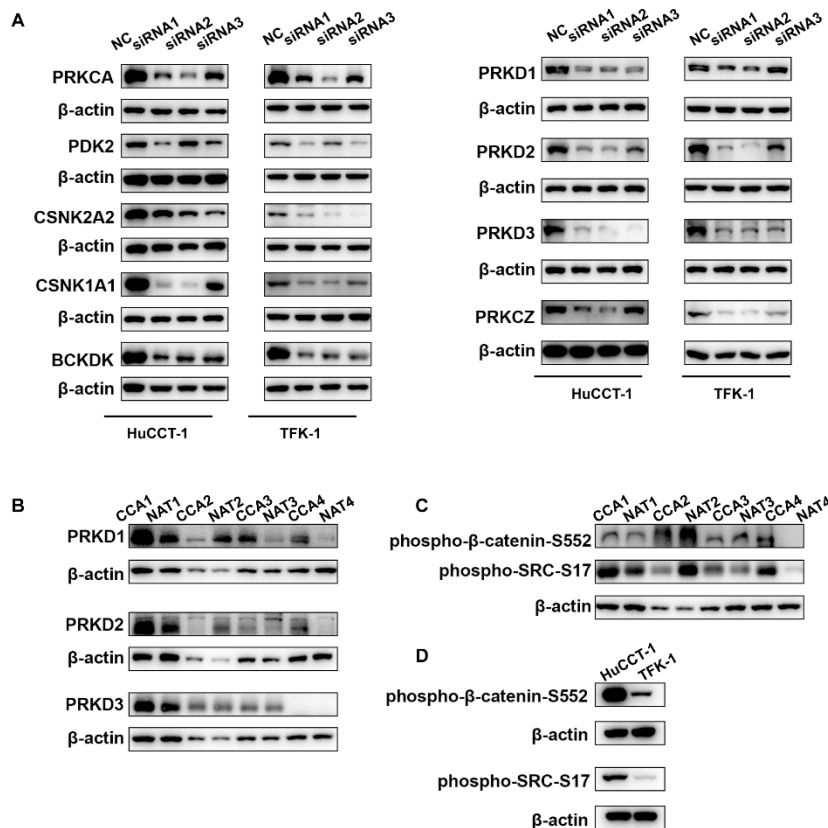 A
NC siRNA1 siRNA2 siRNA3 NC siRNA1 siRNA2 siRNA3
PRKCA
β-actin
PDK2
β-actin
CSNK2A2
β-actin
CSNK1A1
β-actin
BCKDK
β-actin
HuCCT-1 TFK-1
NC siRNA1 siRNA2 siRNA3 NC siRNA1 siRNA2 siRNA3
PRKD1
β-actin
PRKD2
β-actin
PRKD3
β-actin
PRKCZ
β-actin
HuCCT-1 TFK-1
B
CCA1 NAT1 CCA2 NAT2 CCA3 NAT3 CCA4 NAT4
PRKD1
β-actin
PRKD2
β-actin
PRKD3
β-actin
C
CCA1 NAT1 CCA2 NAT2 CCA3 NAT3 CCA4 NAT4
phospho-β-catenin-S552
phospho-SRC-S17
β-actin
D
HuCCT-1 TFK-1
phospho-β-catenin-S552
β-actin
phospho-SRC-S17
β-actin